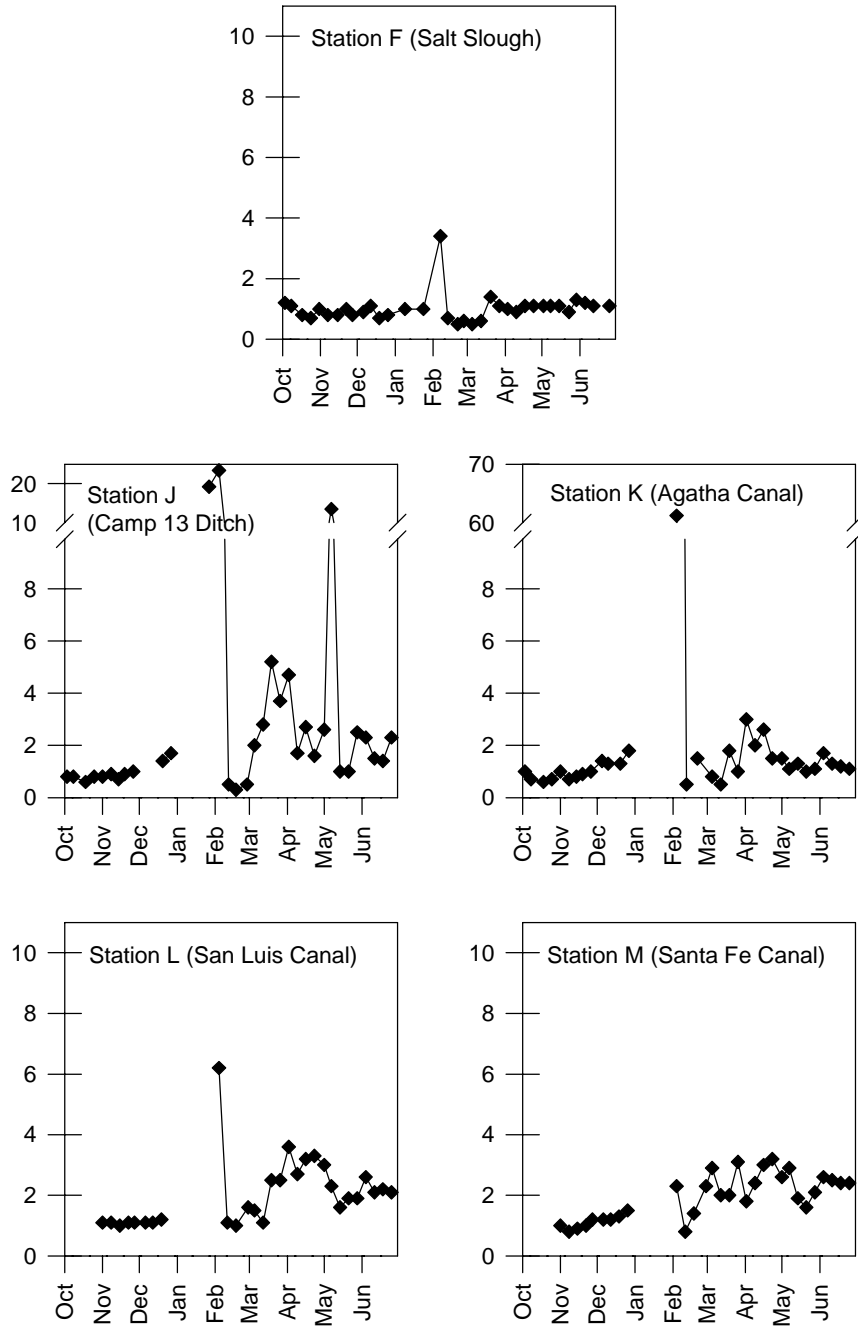 Station F (Salt Slough)
10
8
6
4
2
0
Oct
Nov
Dec
Jan
Feb
Mar
Apr
May
Jun
Station J
(Camp 13 Ditch)
20
10
8
6
4
2
0
Oct
Nov
Dec
Jan
Feb
Mar
Apr
May
Jun
Station K (Agatha Canal)
70
60
8
6
4
2
0
Oct
Nov
Dec
Jan
Feb
Mar
Apr
May
Jun
Station L (San Luis Canal)
10
8
6
4
2
0
Oct
Nov
Dec
Jan
Feb
Mar
Apr
May
Jun
Station M (Santa Fe Canal)
10
8
6
4
2
0
Oct
Nov
Dec
Jan
Feb
Mar
Apr
May
Jun